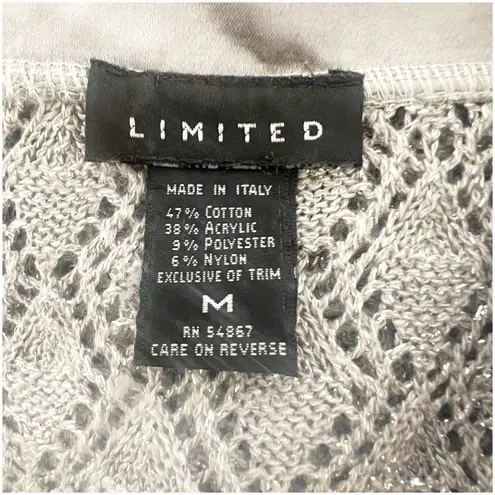 LIMITED
MADE IN ITALY
47% COTTON
38% ACRYLIC
9% POLYESTER
6% NYLON
EXCLUSIVE OF TRIM
M
RN 54867
CARE ON REVERSE